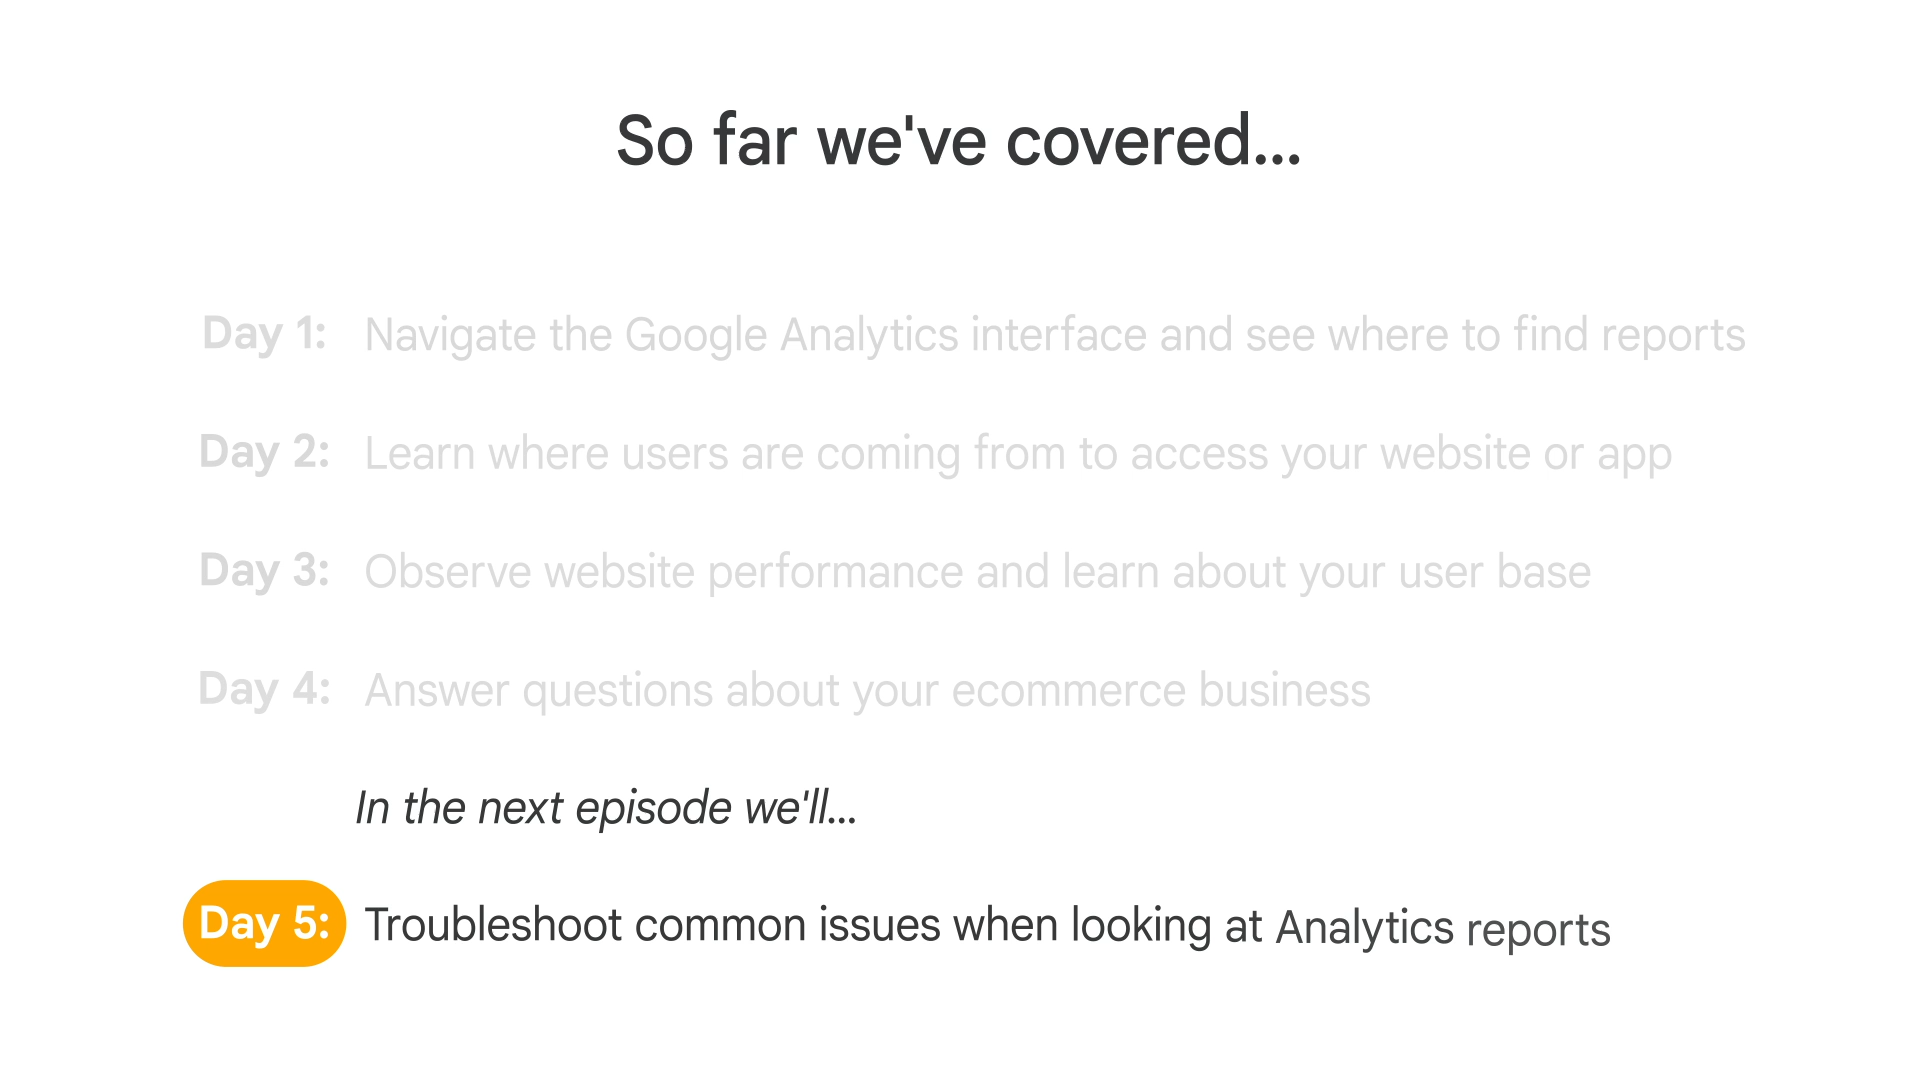 So far we've covered...
Day 1: Navigate the Google Analytics interface and see where to find reports
Day 2: Learn where users are coming from to access your website or app
Day 3: Observe website performance and learn about your user base
Day 4: Answer questions about your ecommerce business
In the next episode we'll...
Day 5: Troubleshoot common issues when looking at Analytics reports